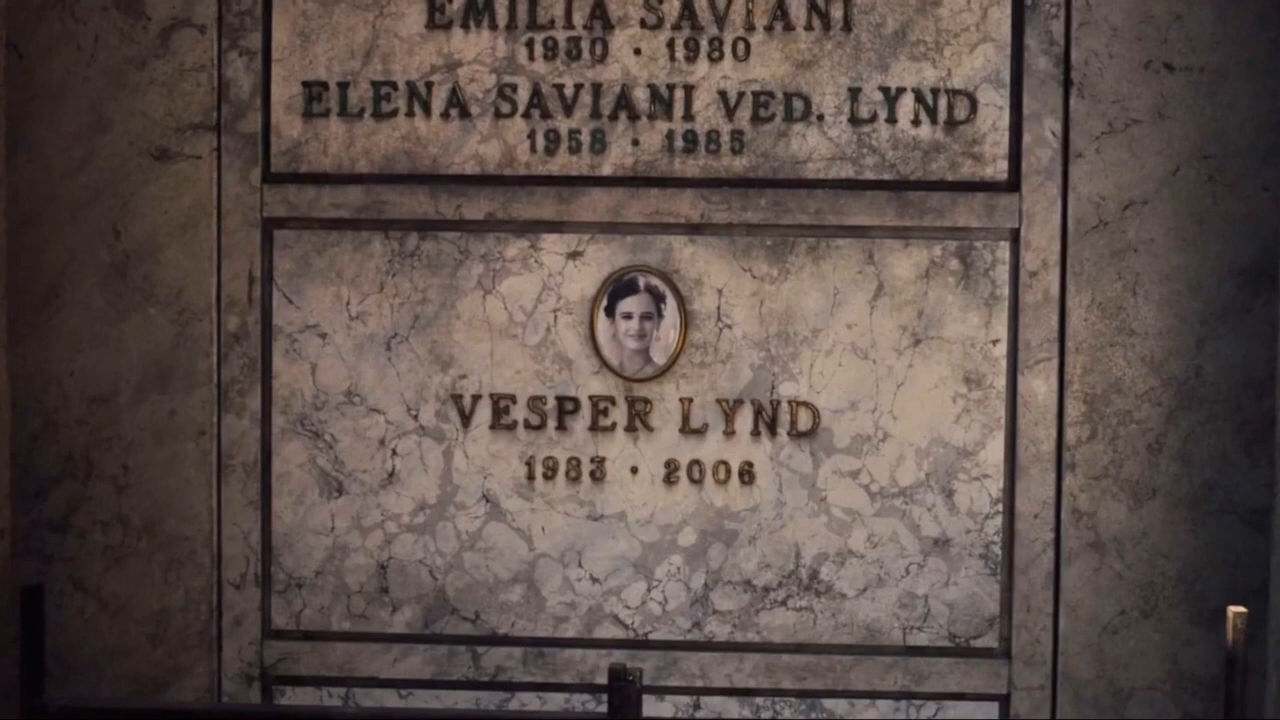 EMILIA SAVIANI
1930 • 1980
ELENA SAVIANI VED. LYND
1958 • 1985
VESPER LYND
1983 • 2006